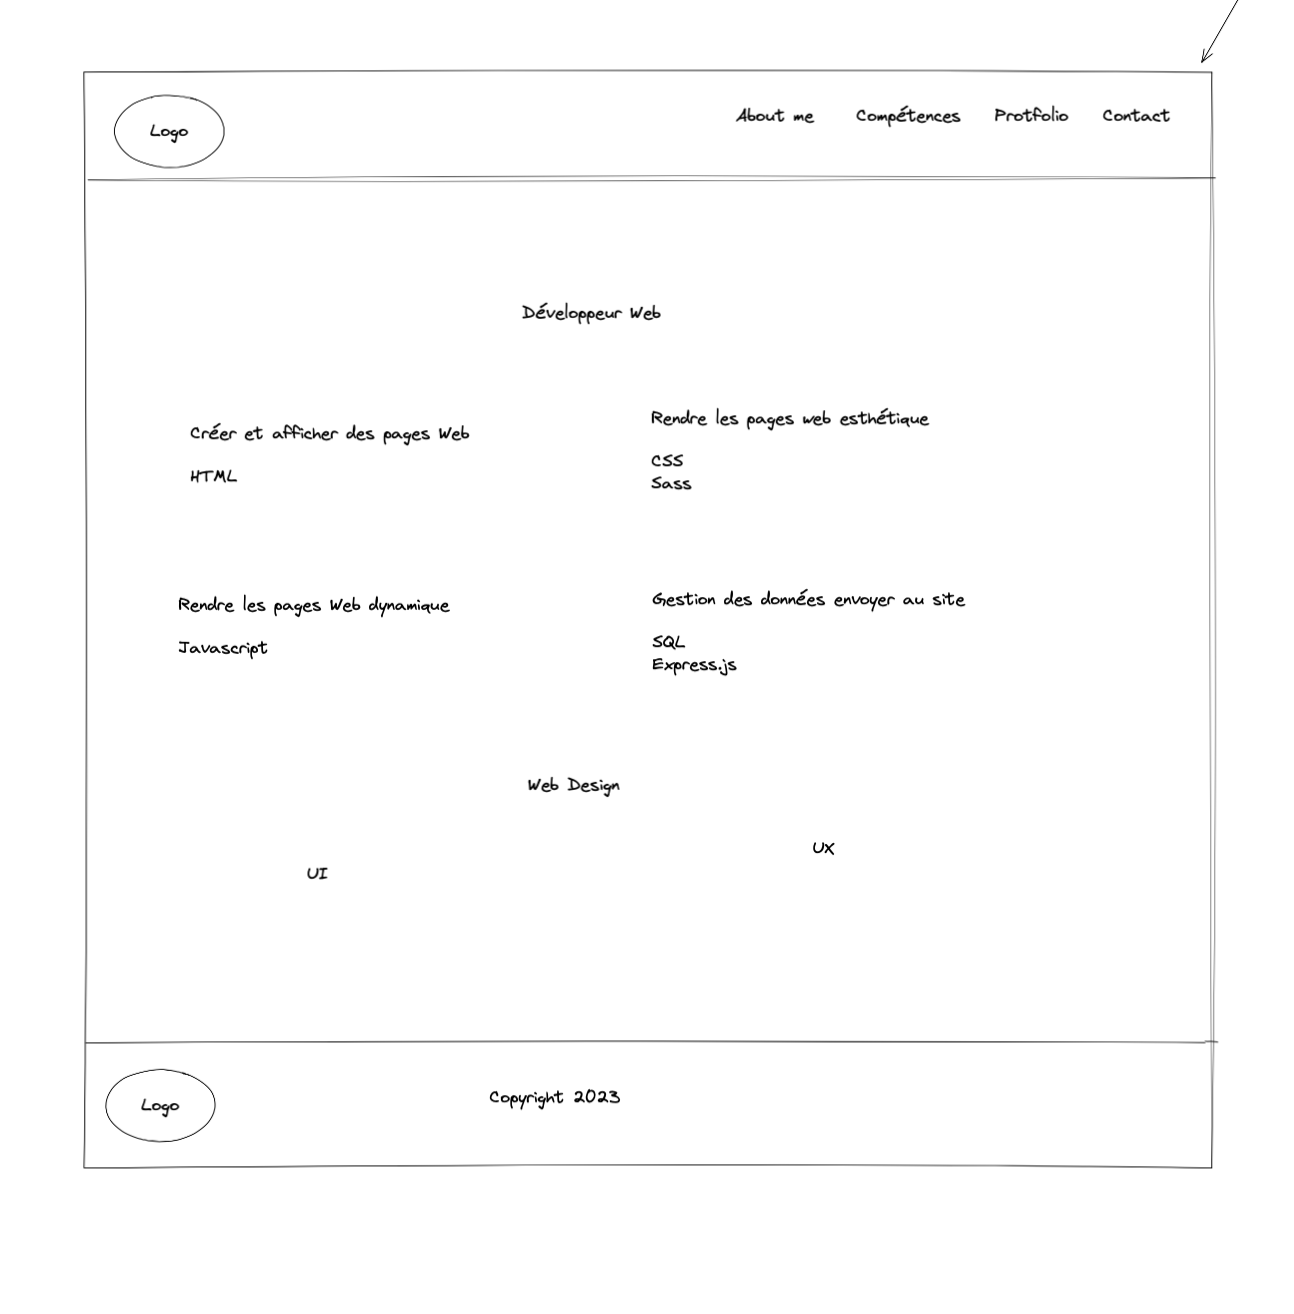 Logo
About me
Compétences
Protfolio
Contact
Développeur Web
Créer et afficher des pages Web
HTML
Rendre les pages web esthétique
CSS
Sass
Rendre les pages Web dynamique
Javascript
Gestion des données envoyer au site
SQL
Express.js
Web Design
UI
UX
Logo
Copyright 2023